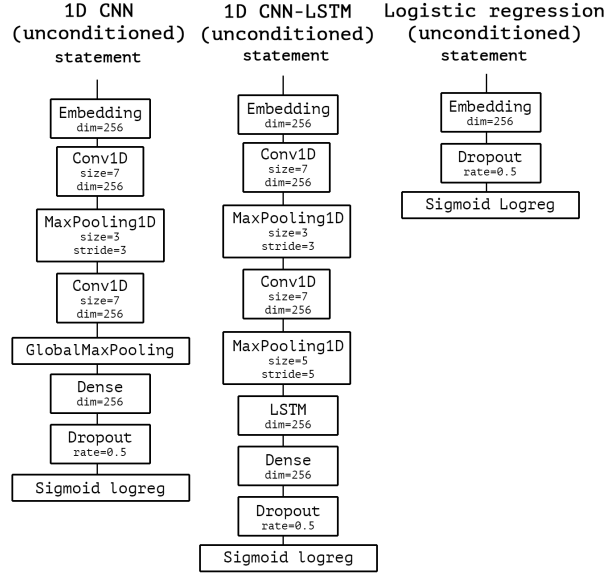 1D CNN
(unconditioned)
statement
Embedding
dim=256
Conv1D
size=7
dim=256
MaxPooling1D
size=3
stride=3
Conv1D
size=7
dim=256
GlobalMaxPooling
Dense
dim=256
Dropout
rate=0.5
Sigmoid logreg
1D CNN-LSTM
(unconditioned)
statement
Embedding
dim=256
Conv1D
size=7
dim=256
MaxPooling1D
size=3
stride=3
Conv1D
size=7
dim=256
MaxPooling1D
size=5
stride=5
LSTM
dim=256
Dense
dim=256
Dropout
rate=0.5
Sigmoid logreg
Logistic regression
(unconditioned)
statement
Embedding
dim=256
Dropout
rate=0.5
Sigmoid Logreg